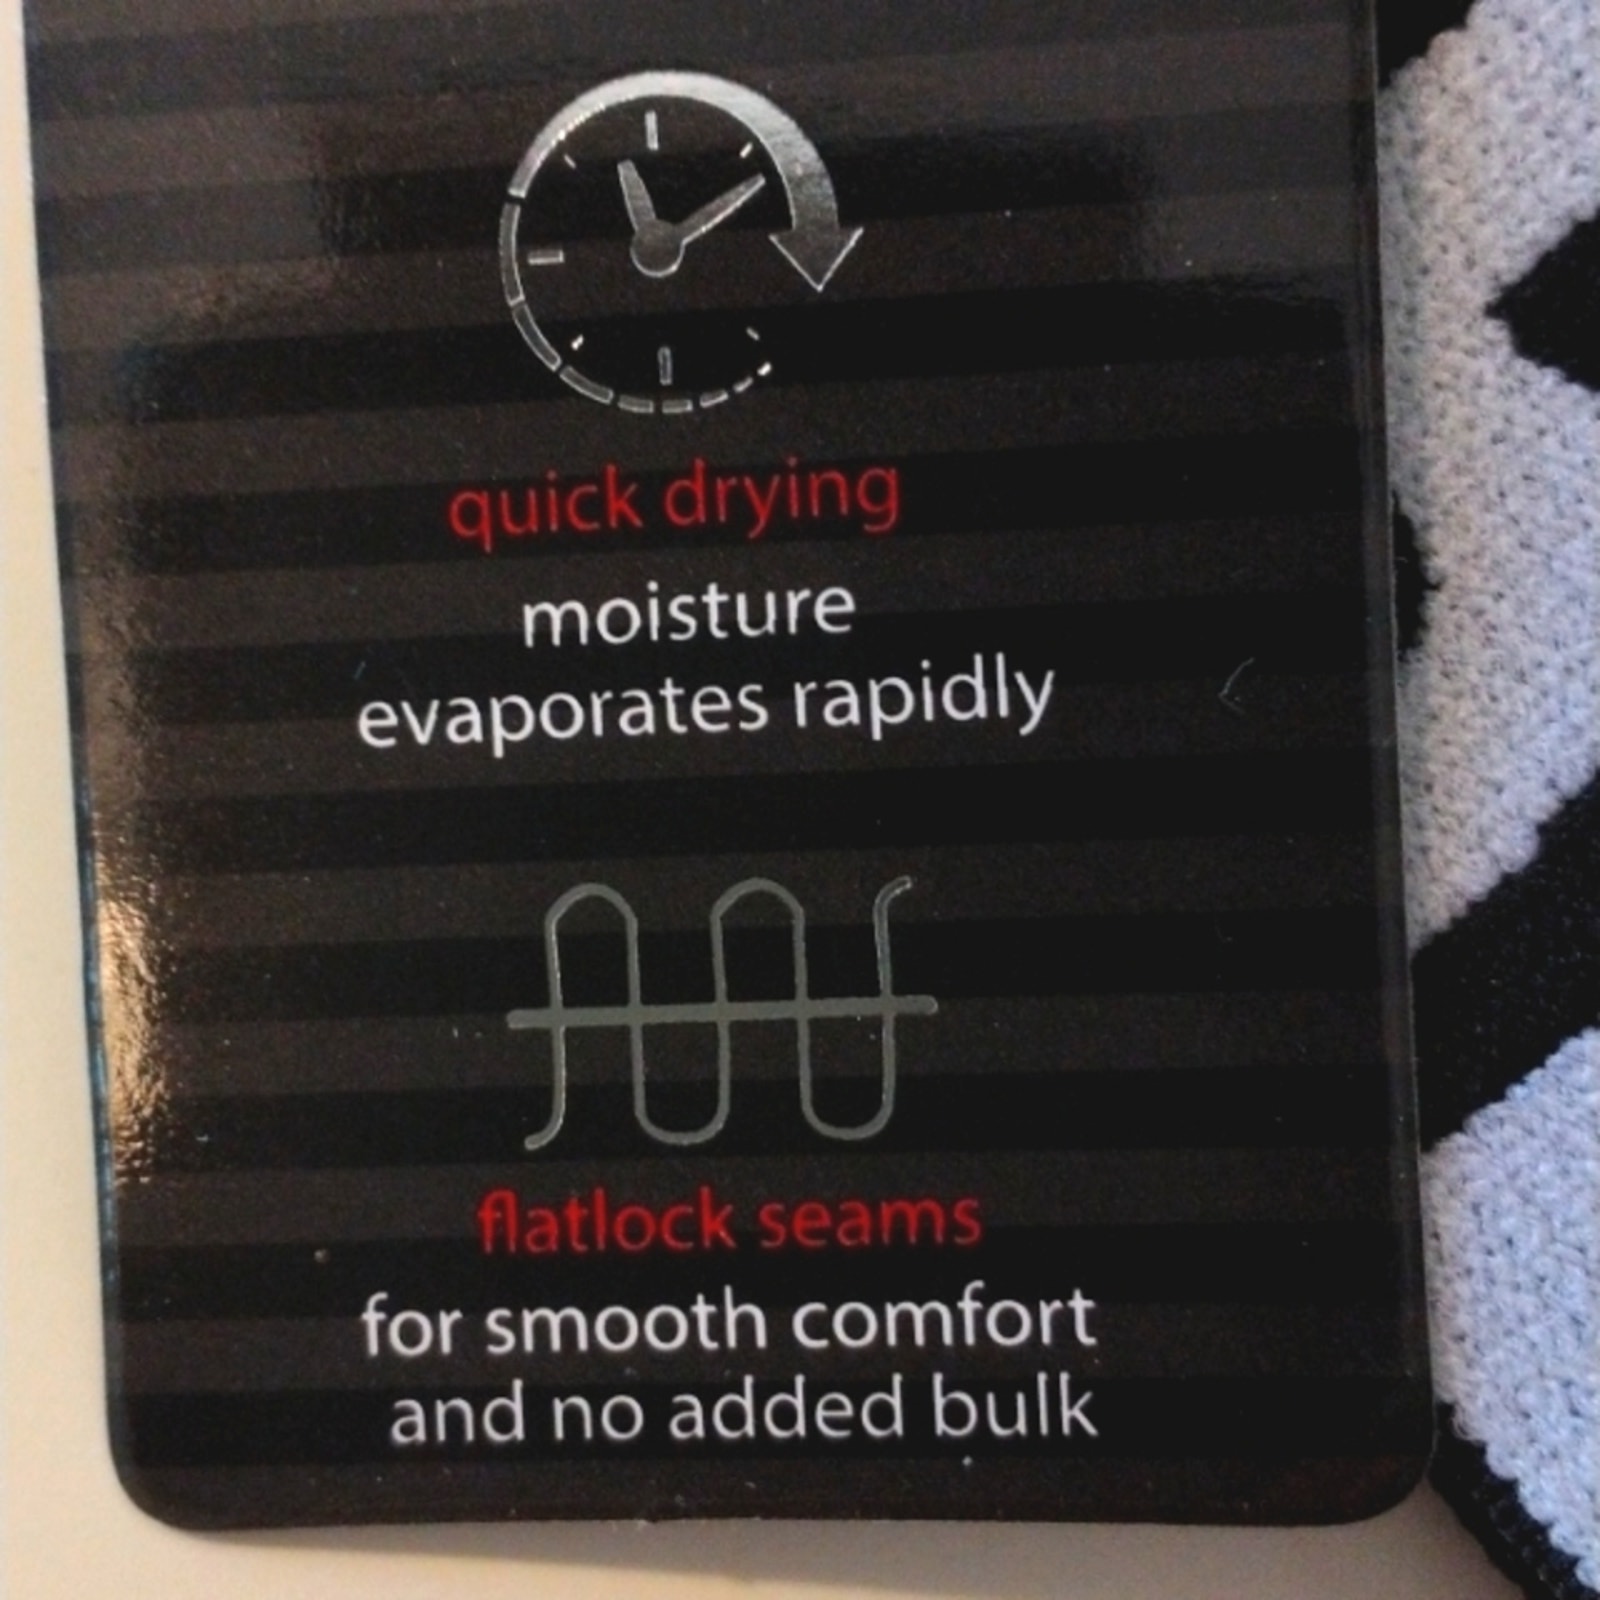 quick drying
moisture
evaporates rapidly
flatlock seams
for smooth comfort
and no added bulk